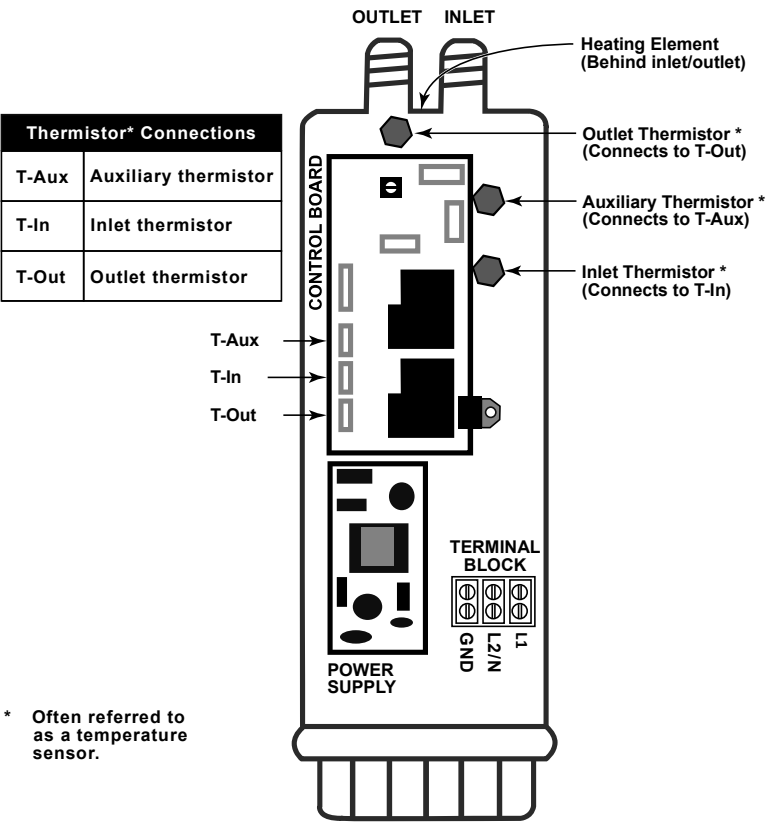 OUTLET INLET
Heating Element
(Behind inlet/outlet)
Thermistor* Connections
T-Aux Auxiliary thermistor
T-In Inlet thermistor
T-Out Outlet thermistor
Outlet Thermistor *
(Connects to T-Out)
Auxiliary Thermistor *
(Connects to T-Aux)
Inlet Thermistor *
(Connects to T-In)
CONTROL BOARD
T-Aux
T-In
T-Out
TERMINAL
BLOCK
GND
L2/N
L1
POWER
SUPPLY
* Often referred to
as a temperature
sensor.